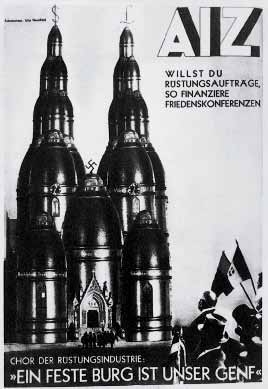 $ £
AIZ
WILLST DU
RÜSTUNGSAUFTRÄGE,
SO FINANZIERE
FRIEDENSKONFERENZEN
CHOR DER RÜSTUNGSINDUSTRIE:
»EIN FESTE BURG IST UNSER GENF«